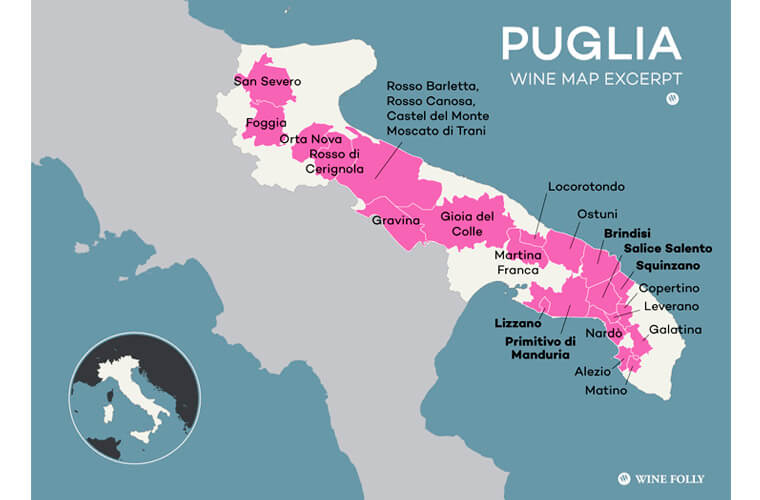 PUGLIA
WINE MAP EXCERPT
San Severo
Foggia
Orta Nova
Rosso di
Cerignola
Rosso Barletta,
Rosso Canosa,
Castel del Monte
Moscato di Trani
Gravina
Gioia del
Colle
Locorotondo
Ostuni
Martina
Franca
Brindisi
Salice Salento
Squinzano
Copertino
Leverano
Galatina
Lizzano
Primitivo di
Manduria
Nardò
Alezio
Matino
WINE FOLLY